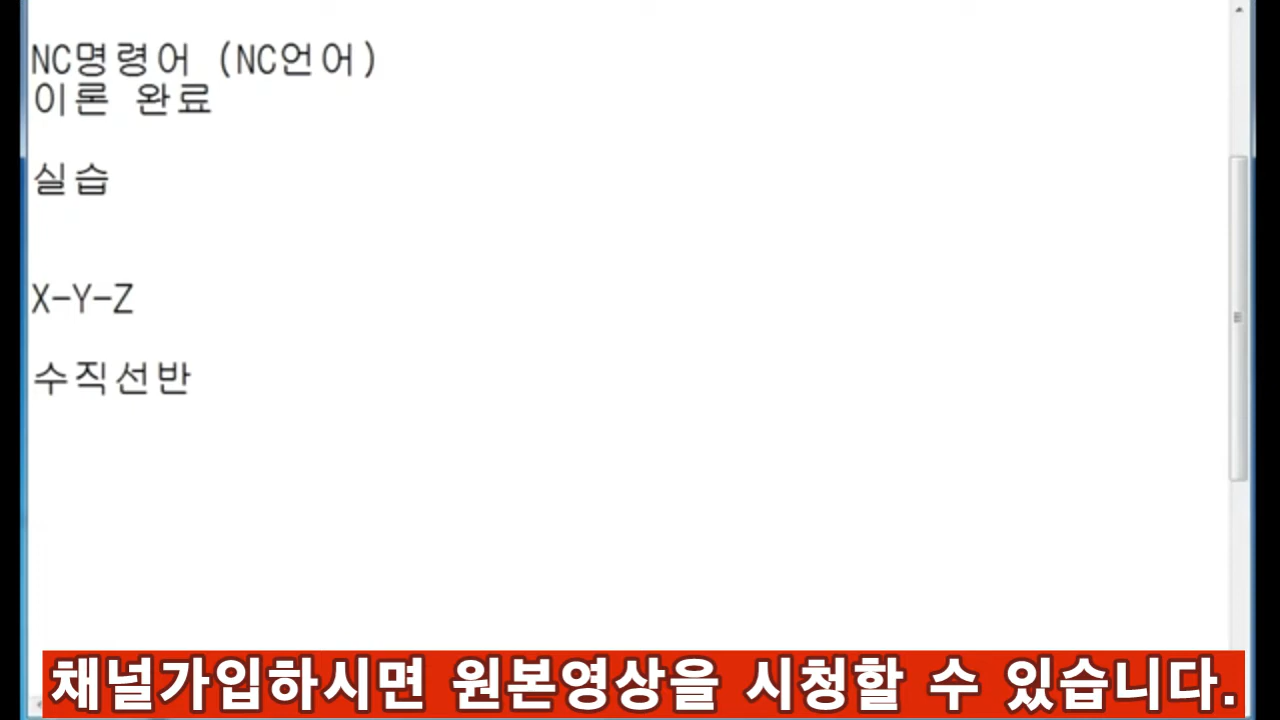 NC명령어 (NC언어)
이론 완료
실습
X-Y-Z
수직선반
채널가입하시면 원본영상을 시청할 수 있습니다.